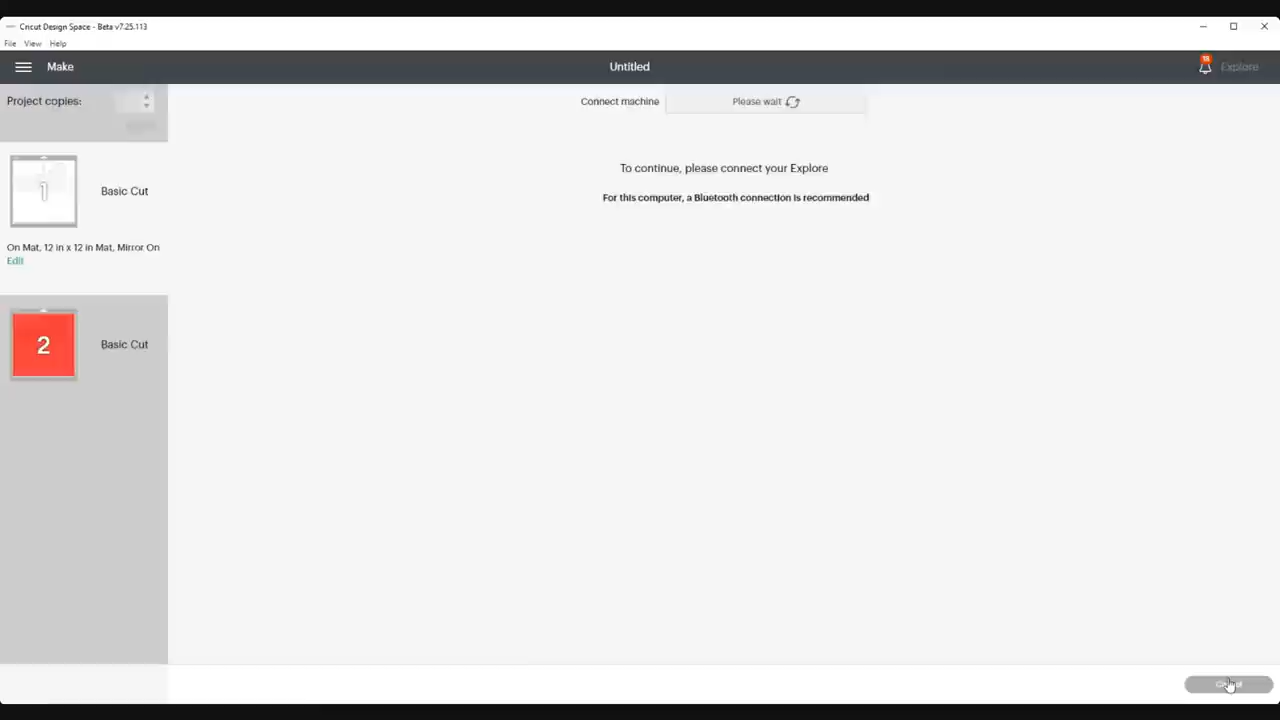 Cricut Design Space - Beta v7.25.113
File View Help
Make
Untitled
Explore
Project copies:
Connect machine
Please wait
To continue, please connect your Explore
For this computer, a Bluetooth connection is recommended
1
Basic Cut
On Mat, 12 in x 12 in Mat, Mirror On
Edit
2
Basic Cut